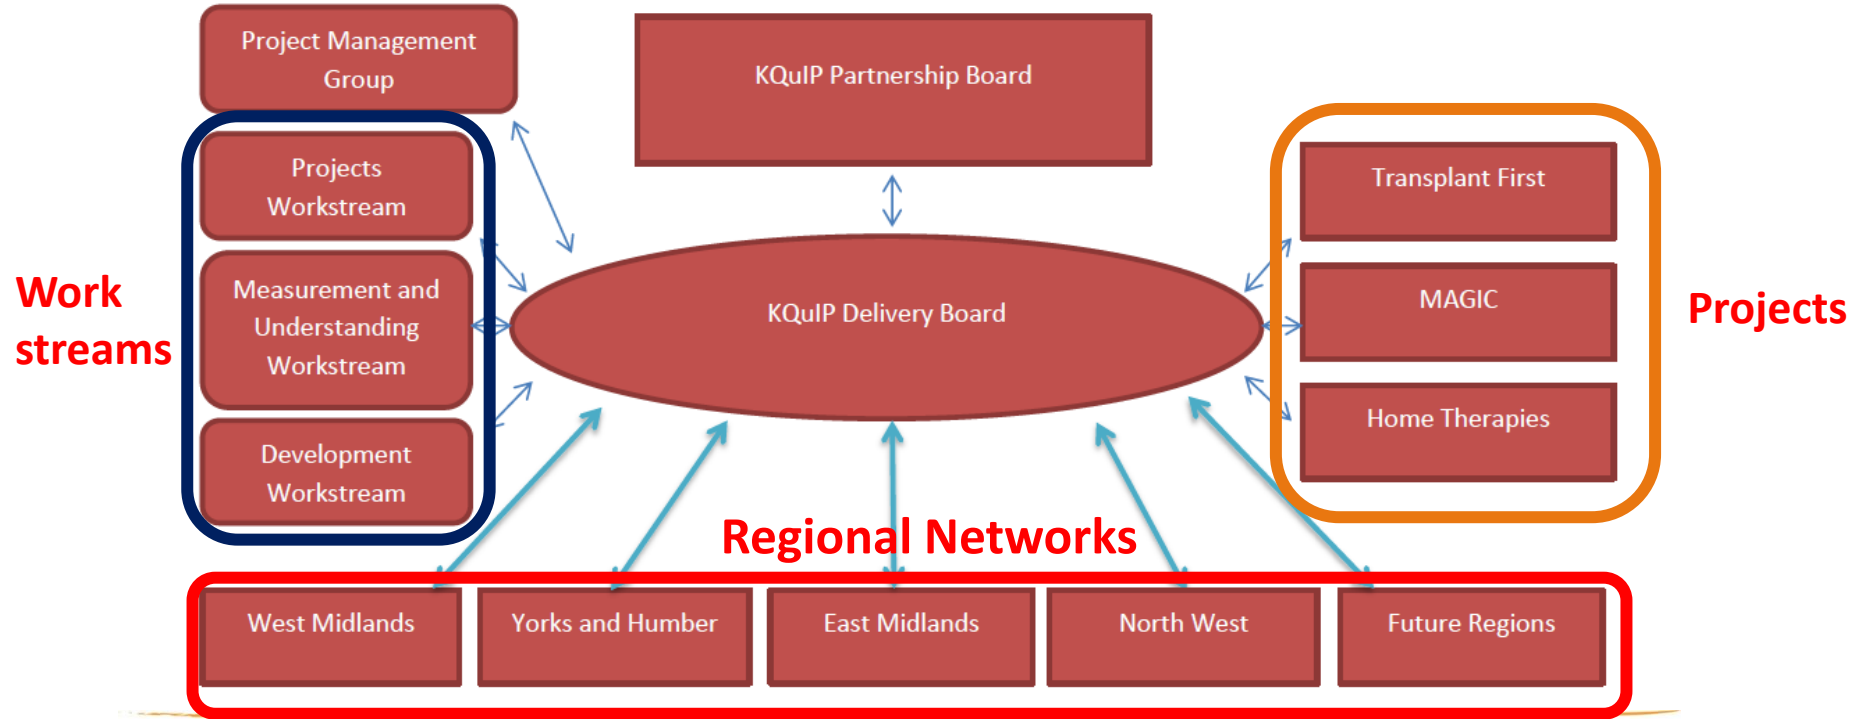 Project Management
Group
KQuIP Partnership Board
Projects
Workstream
Transplant First
Work
streams
Measurement and
Understanding
Workstream
KQuIP Delivery Board
MAGIC
Projects
Home Therapies
Development
Workstream
Regional Networks
West Midlands
Yorks and Humber
East Midlands
North West
Future Regions